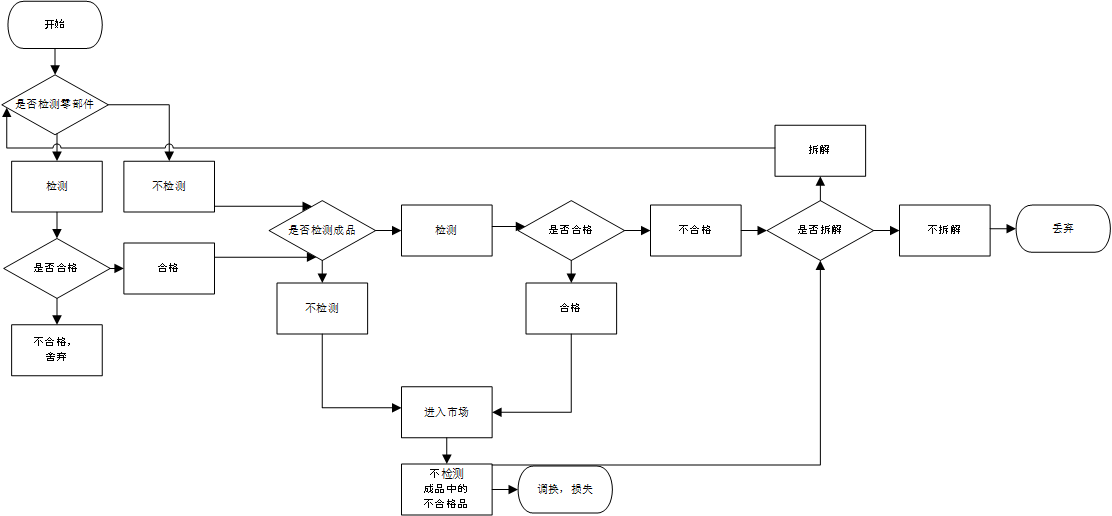 开始
是否检测零部件
拆解
检测
不检测
是否检测成品
检测
是否合格
不合格
是否拆解
不拆解
丢弃
是否合格
合格
不检测
合格
不合格，
舍弃
进入市场
不检测
成品中的
不合格品
调换，损失